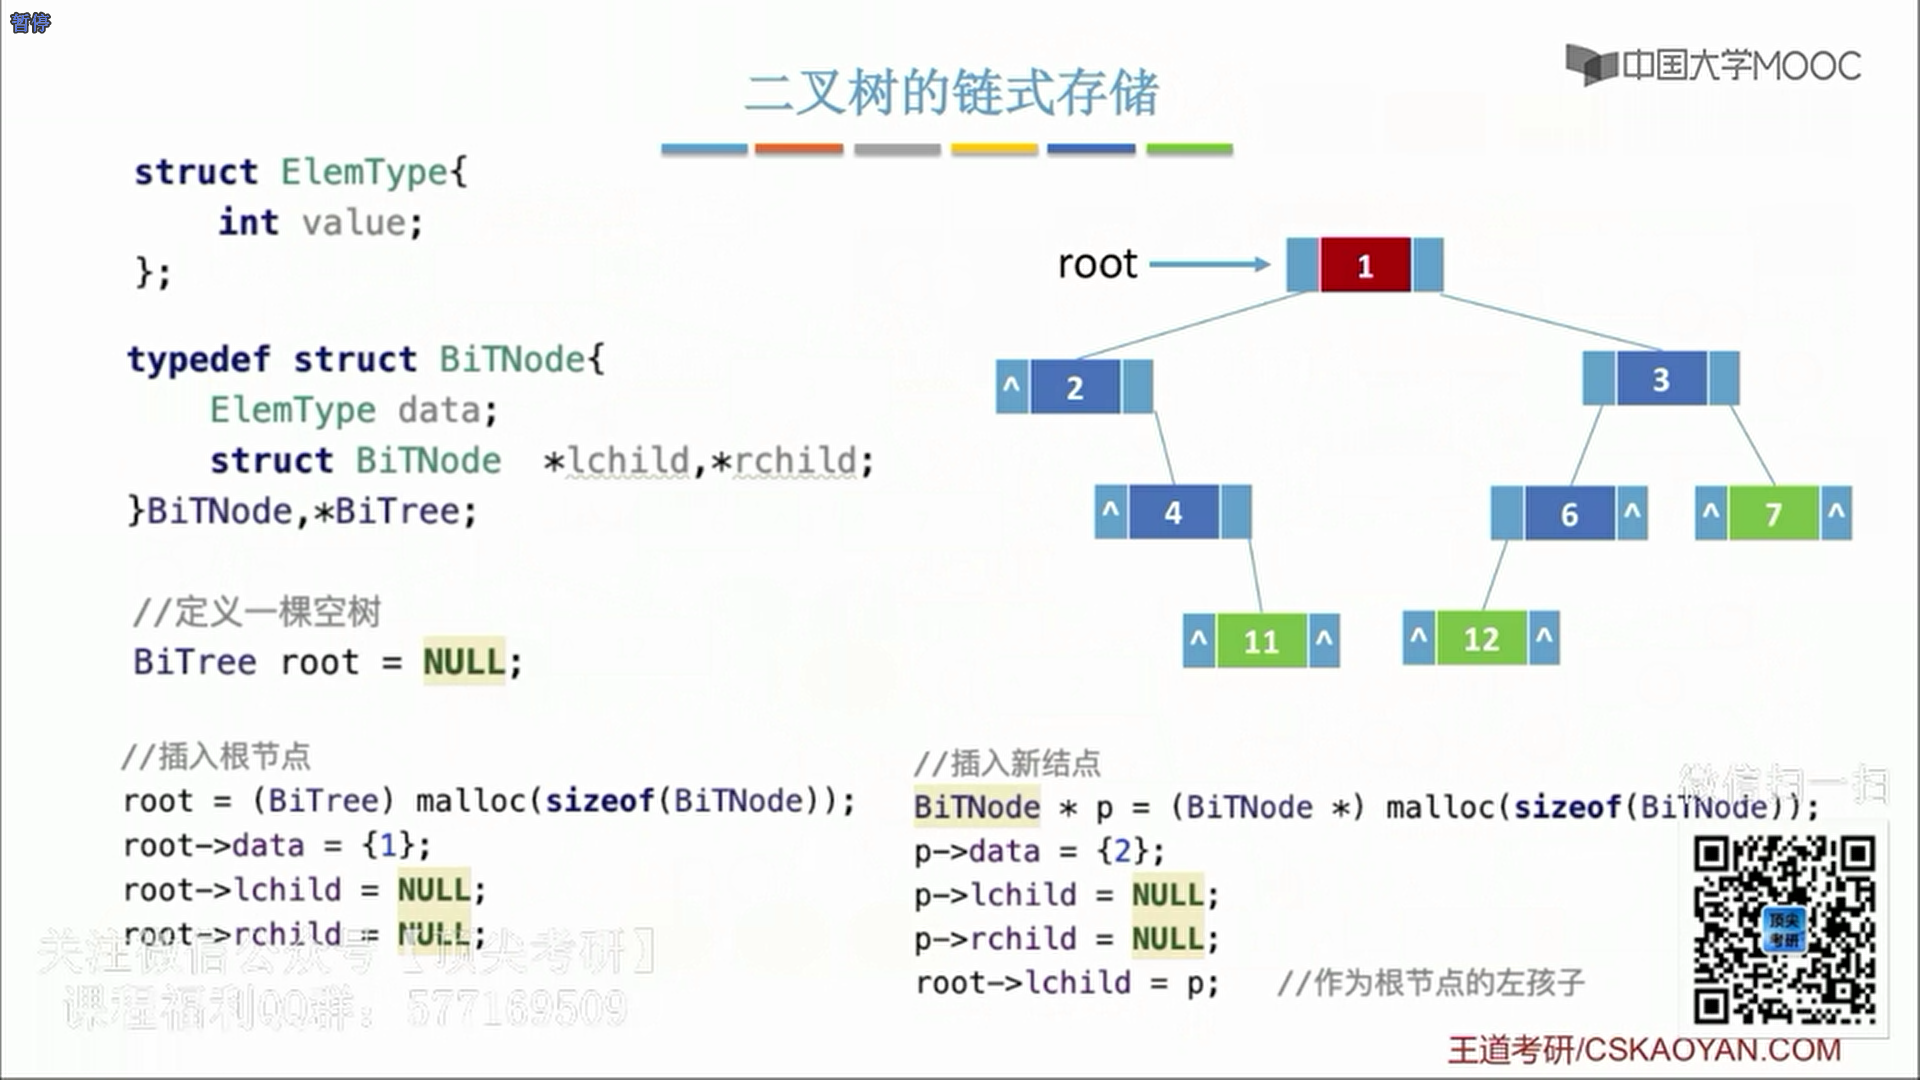 暂停
中国大学MOOC
二叉树的链式存储
struct ElemType{
    int value;
};
typedef struct BiTNode{
    ElemType data;
    struct BiTNode  *lchild,*rchild;
}BiTNode,*BiTree;
//定义一棵空树
BiTree root = NULL;
//插入根节点
root = (BiTree) malloc(sizeof(BiTNode));
root->data = {1};
root->lchild = NULL;
root->rchild = NULL;
root
1
^ 2
3
^ 4
6 ^
^ 7 ^
^ 11 ^
^ 12 ^
//插入新结点
BiTNode * p = (BiTNode *) malloc(sizeof(BiTNode));
p->data = {2};
p->lchild = NULL;
p->rchild = NULL;
root->lchild = p;   //作为根节点的左孩子
微信扫一扫
顶尖
考研
关注微信公众号【顶尖考研】
课程福利QQ群：577169509
王道考研/CSKAOYAN.COM